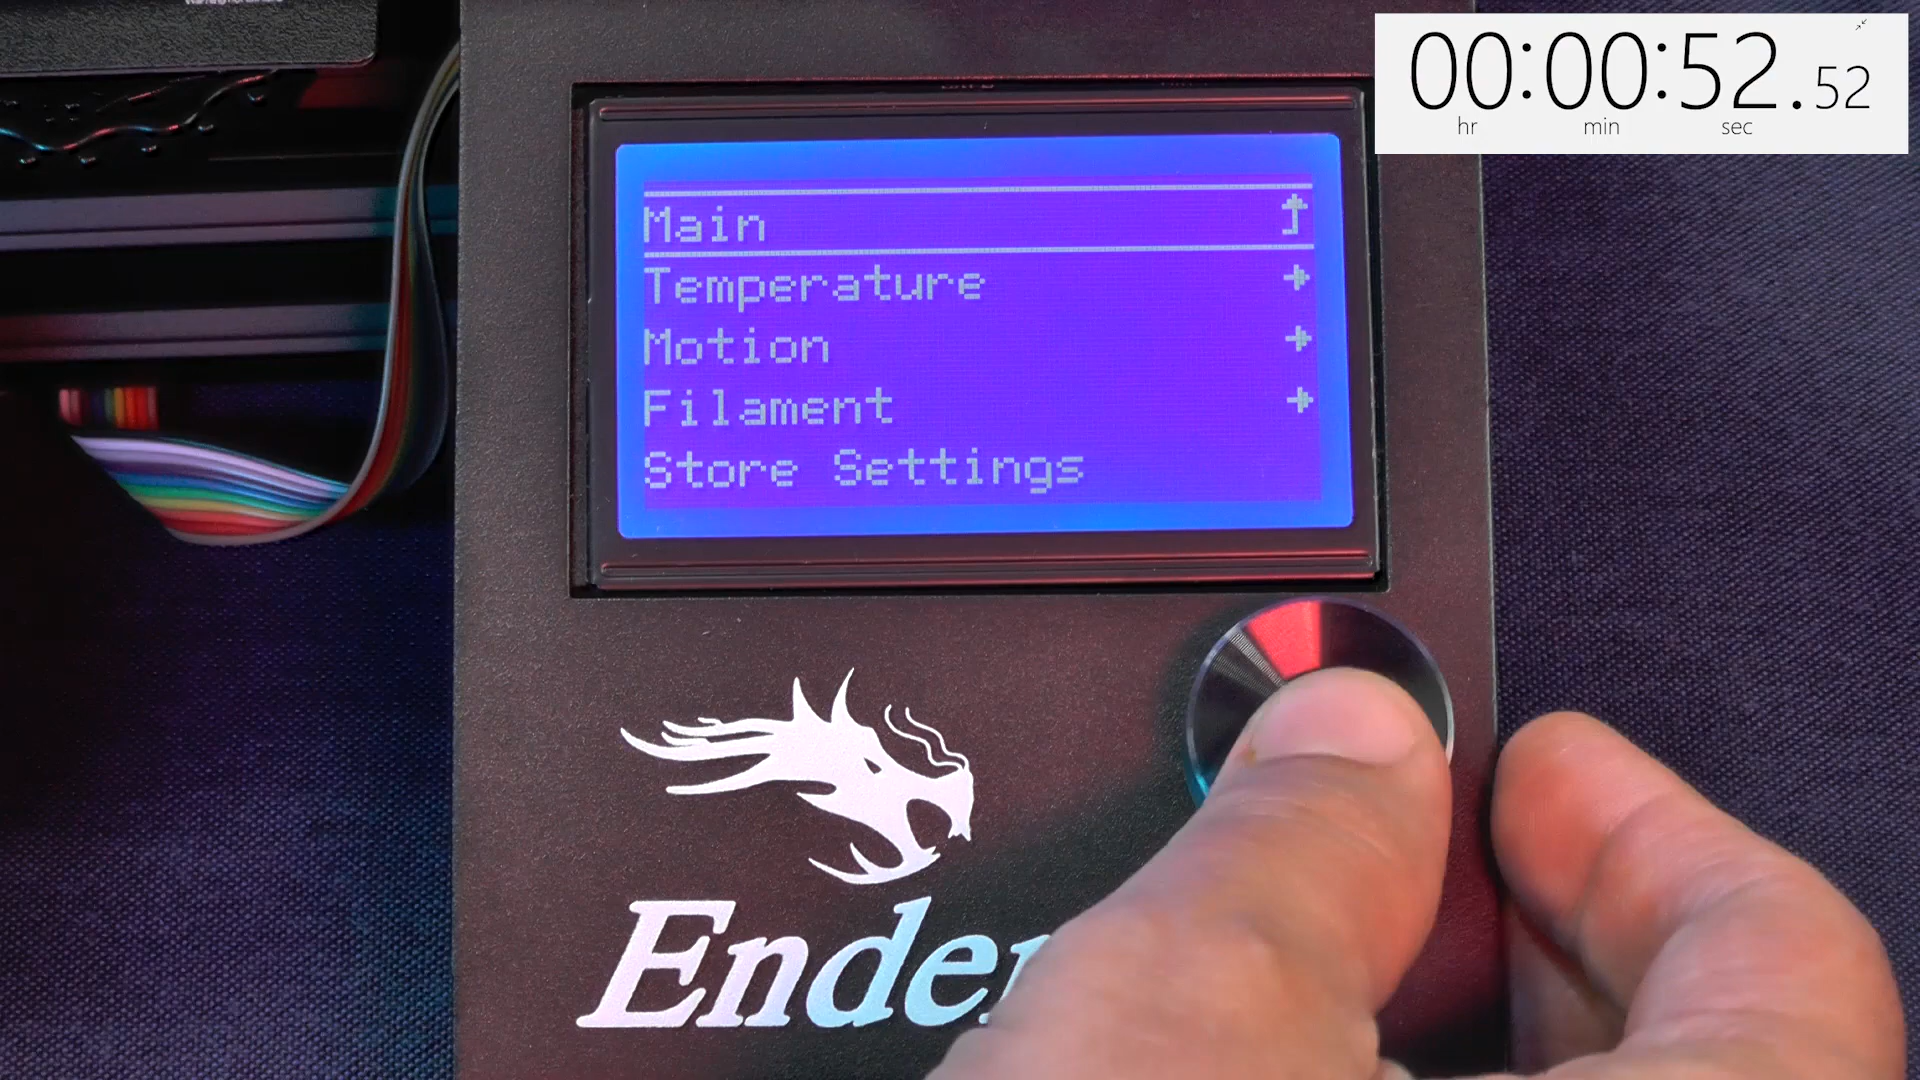 00:00:52.52
hr min sec
Main
Temperature
Motion
Filament
Store Settings
Ender